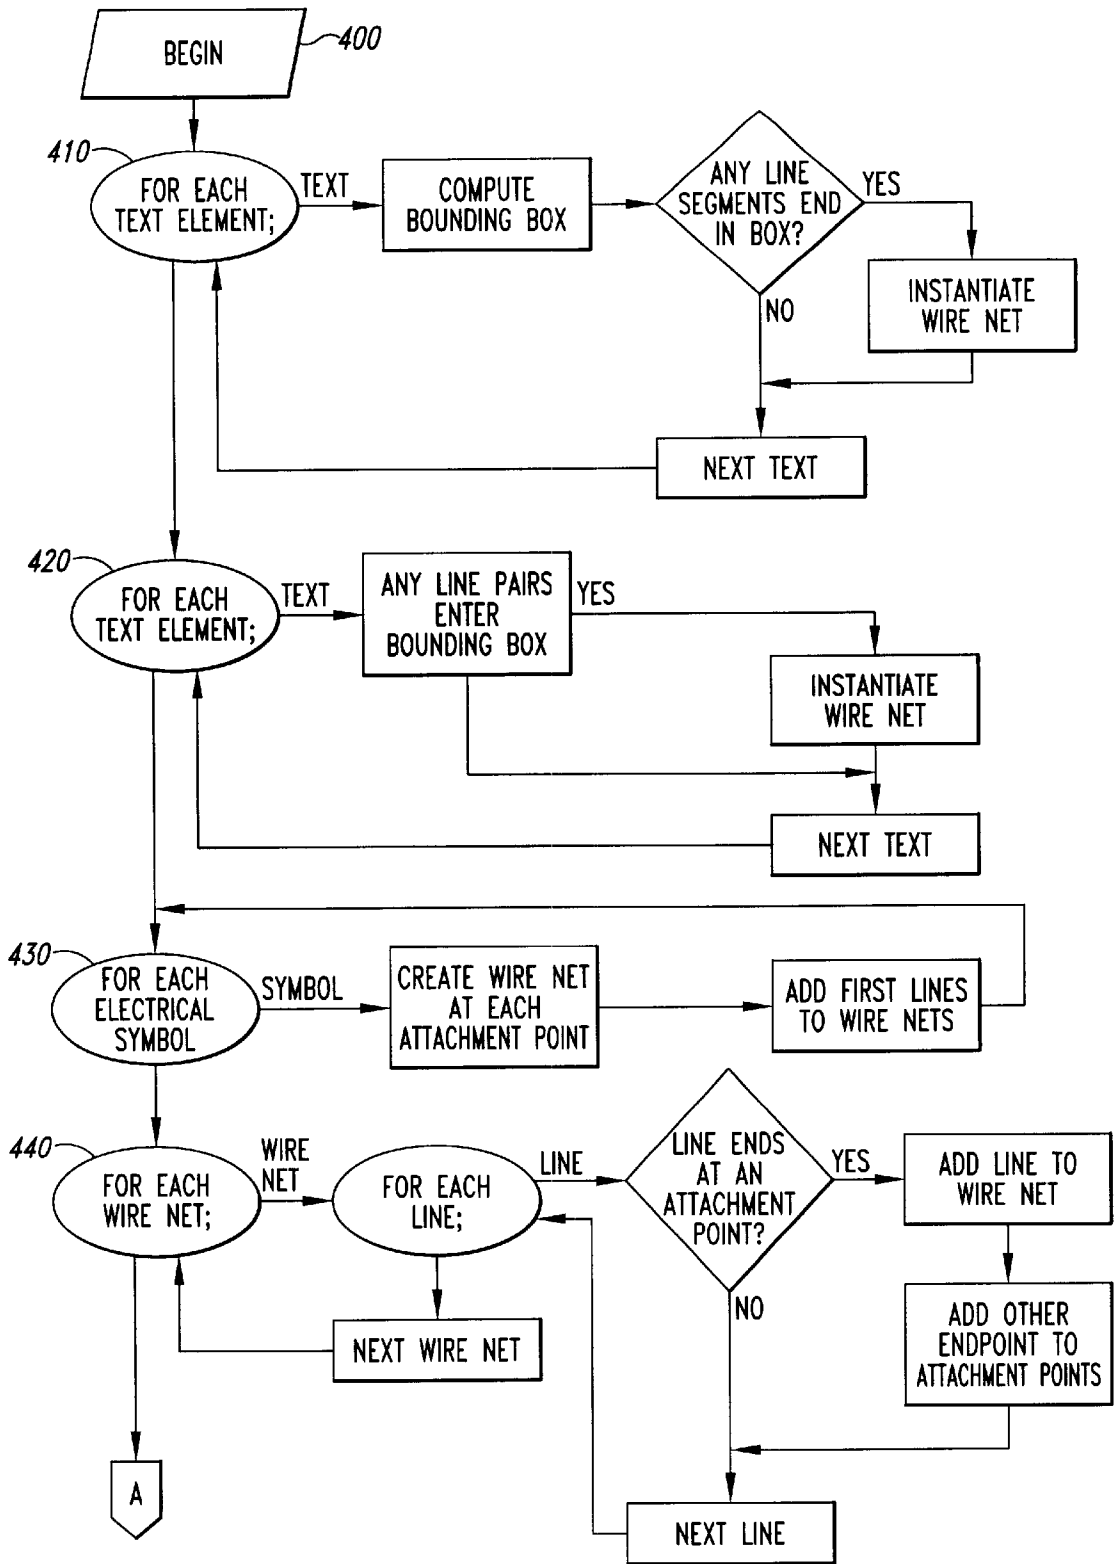 BEGIN
400
410
FOR EACH
TEXT ELEMENT;
TEXT
COMPUTE
BOUNDING BOX
ANY LINE
SEGMENTS END
IN BOX?
YES
INSTANTIATE
WIRE NET
NO
NEXT TEXT
420
FOR EACH
TEXT ELEMENT;
TEXT
ANY LINE PAIRS
ENTER
BOUNDING BOX
YES
INSTANTIATE
WIRE NET
NEXT TEXT
430
FOR EACH
ELECTRICAL
SYMBOL
SYMBOL
CREATE WIRE NET
AT EACH
ATTACHMENT POINT
ADD FIRST LINES
TO WIRE NETS
440
FOR EACH
WIRE NET;
WIRE
NET
FOR EACH
LINE;
LINE
LINE ENDS
AT AN
ATTACHMENT
POINT?
YES
ADD LINE TO
WIRE NET
NO
ADD OTHER
ENDPOINT TO
ATTACHMENT POINTS
NEXT WIRE NET
A
NEXT LINE